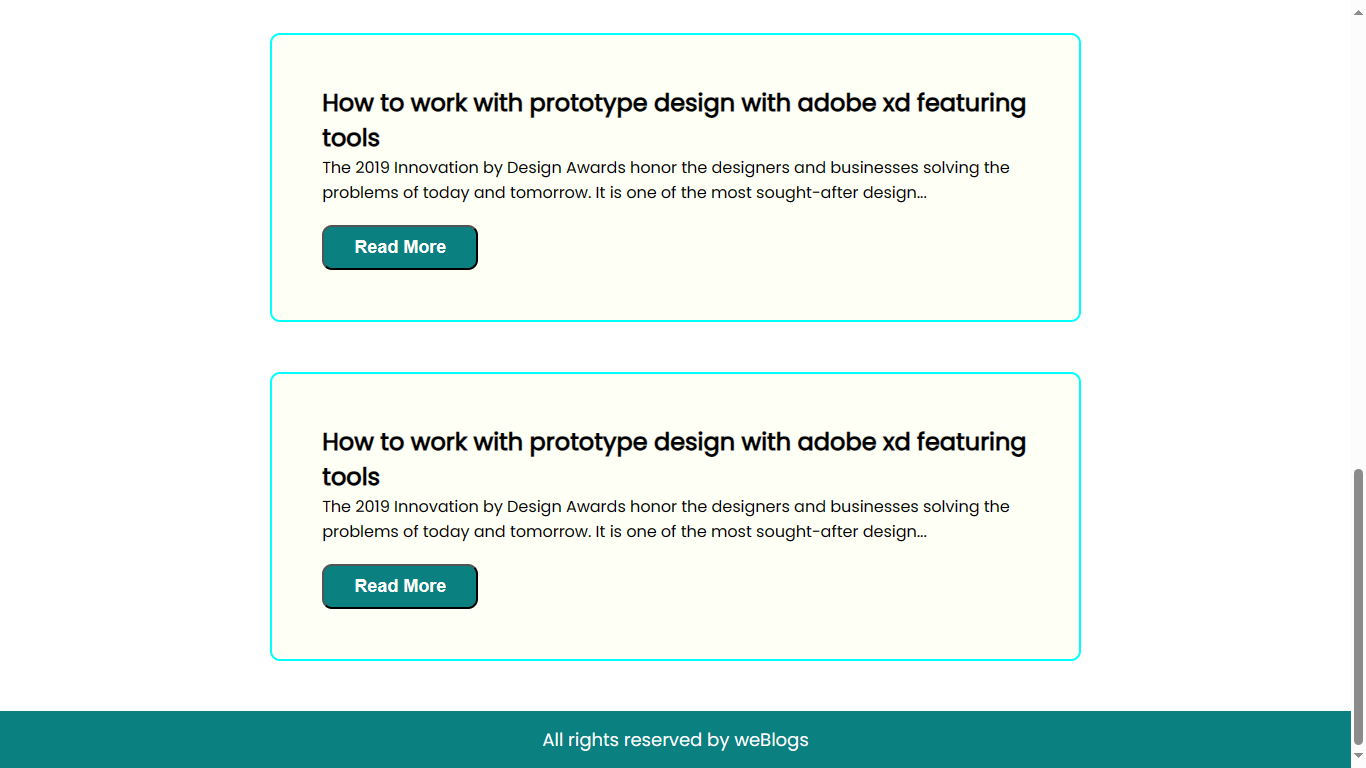 How to work with prototype design with adobe xd featuring
tools
The 2019 Innovation by Design Awards honor the designers and businesses solving the
problems of today and tomorrow. It is one of the most sought-after design...
Read More
How to work with prototype design with adobe xd featuring
tools
The 2019 Innovation by Design Awards honor the designers and businesses solving the
problems of today and tomorrow. It is one of the most sought-after design...
Read More
All rights reserved by weBlogs